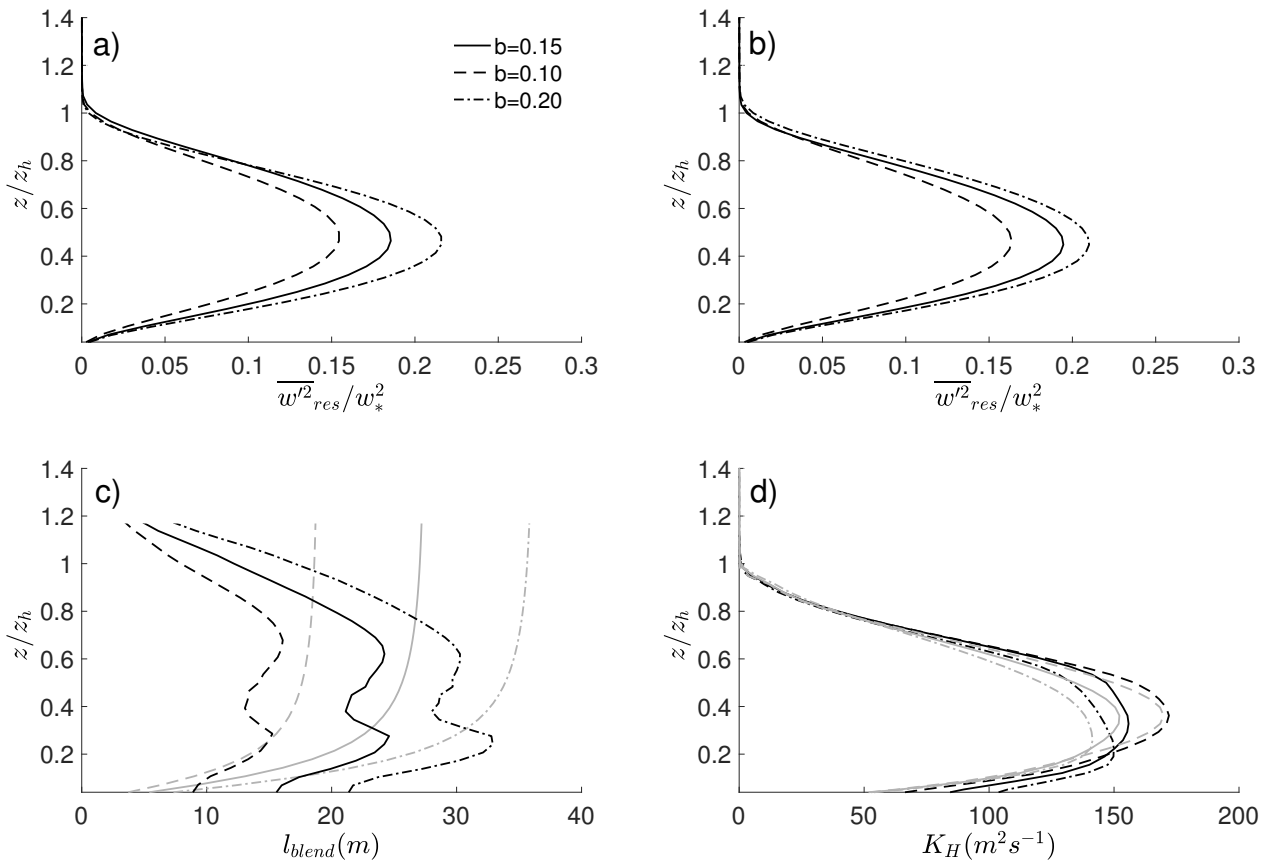 a)
b=0.15
b=0.10
b=0.20
1.4
1.2
1
0.8
0.6
0.4
0.2
z/z_h
0 0.05 0.1 0.15 0.2 0.25 0.3
\overline{w'^2}_{res}/w_*^2
b)
1.4
1.2
1
0.8
0.6
0.4
0.2
z/z_h
0 0.05 0.1 0.15 0.2 0.25 0.3
\overline{w'^2}_{res}/w_*^2
c)
1.4
1.2
1
0.8
0.6
0.4
0.2
z/z_h
0 10 20 30 40
l_{blend}(m)
d)
1.4
1.2
1
0.8
0.6
0.4
0.2
z/z_h
0 50 100 150 200
K_H(m^2s^{-1})